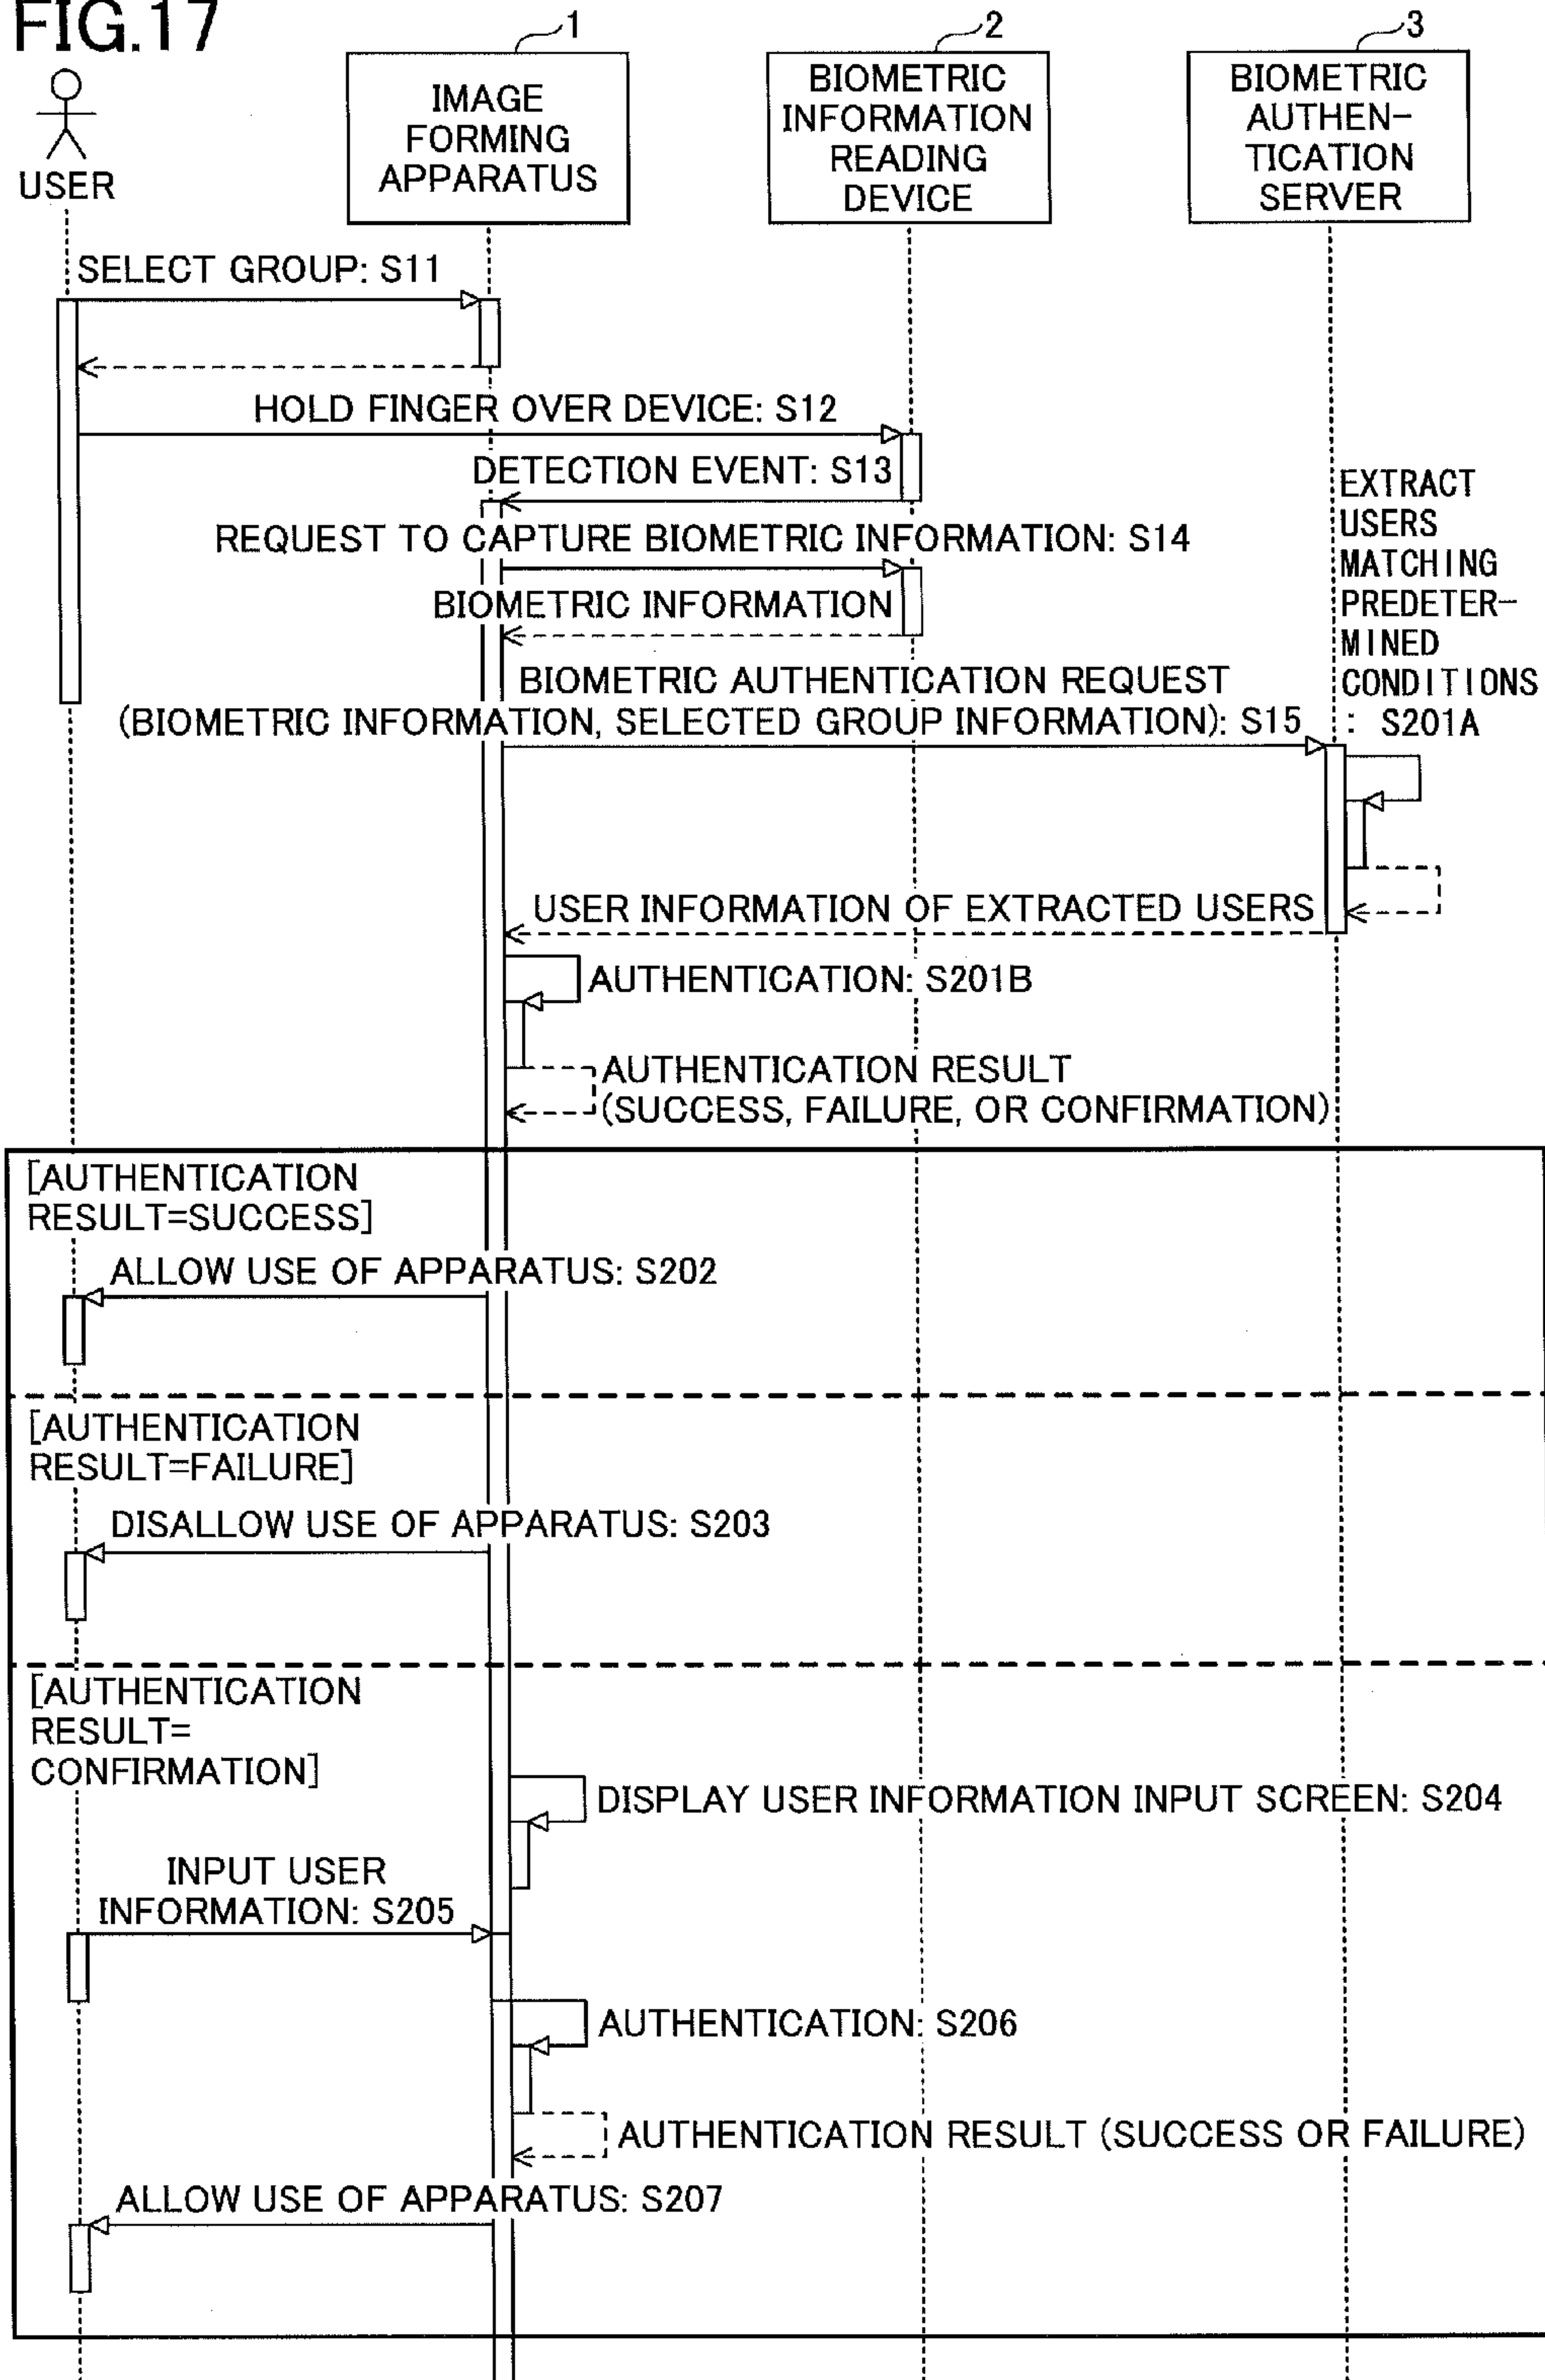 FIG.17
1
2
3
USER
IMAGE
FORMING
APPARATUS
BIOMETRIC
INFORMATION
READING
DEVICE
BIOMETRIC
AUTHEN-
TICATION
SERVER
SELECT GROUP: S11
HOLD FINGER OVER DEVICE: S12
DETECTION EVENT: S13
REQUEST TO CAPTURE BIOMETRIC INFORMATION: S14
BIOMETRIC INFORMATION
EXTRACT
USERS
MATCHING
PREDETER-
MINED
CONDITIONS
: S201A
BIOMETRIC AUTHENTICATION REQUEST
(BIOMETRIC INFORMATION, SELECTED GROUP INFORMATION): S15
USER INFORMATION OF EXTRACTED USERS
AUTHENTICATION: S201B
AUTHENTICATION RESULT
(SUCCESS, FAILURE, OR CONFIRMATION)
[AUTHENTICATION
RESULT=SUCCESS]
ALLOW USE OF APPARATUS: S202
[AUTHENTICATION
RESULT=FAILURE]
DISALLOW USE OF APPARATUS: S203
[AUTHENTICATION
RESULT=
CONFIRMATION]
DISPLAY USER INFORMATION INPUT SCREEN: S204
INPUT USER
INFORMATION: S205
AUTHENTICATION: S206
AUTHENTICATION RESULT (SUCCESS OR FAILURE)
ALLOW USE OF APPARATUS: S207